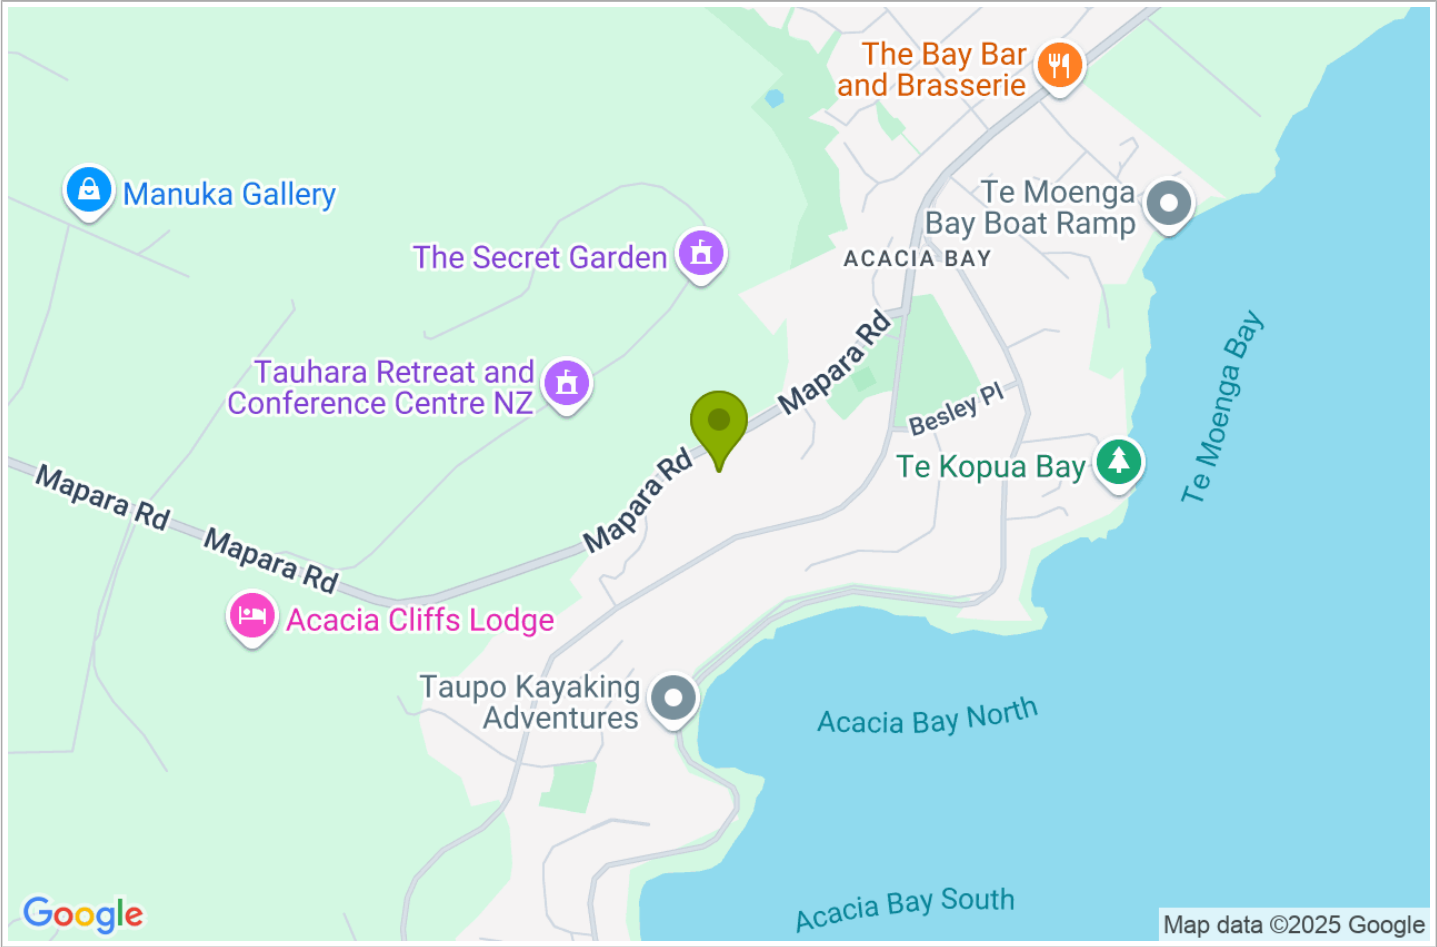 The Bay Bar
and Brasserie
Manuka Gallery
Te Moenga
Bay Boat Ramp
The Secret Garden
ACACIA BAY
Te Moenga Bay
Mapara Rd
Tauhara Retreat and
Conference Centre NZ
Besley Pl
Te Kopua Bay
Mapara Rd
Mapara Rd
Mapara Rd
Acacia Cliffs Lodge
Taupo Kayaking
Adventures
Acacia Bay North
Acacia Bay South
Google
Map data ©2025 Google